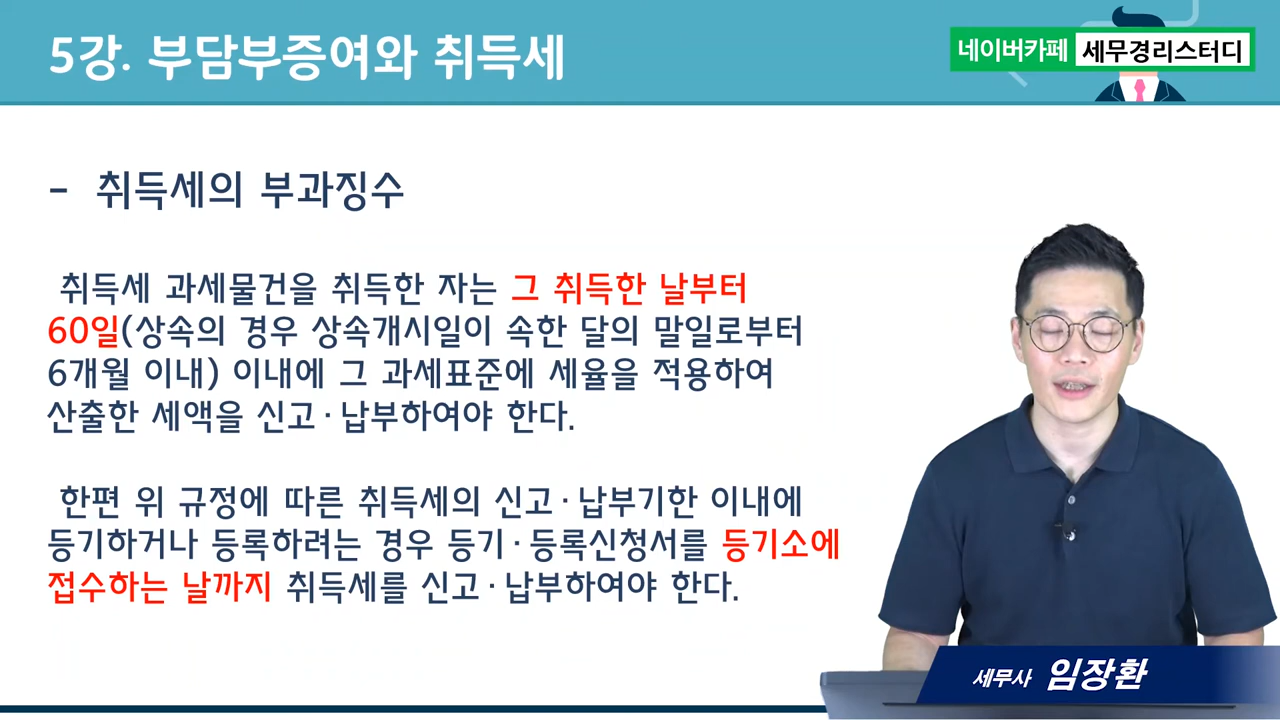 5강. 부담부증여와 취득세
네이버카페 세무경리스터디
- 취득세의 부과징수
취득세 과세물건을 취득한 자는 그 취득한 날부터
60일(상속의 경우 상속개시일이 속한 달의 말일로부터
6개월 이내) 이내에 그 과세표준에 세율을 적용하여
산출한 세액을 신고·납부하여야 한다.
한편 위 규정에 따른 취득세의 신고·납부기한 이내에
등기하거나 등록하려는 경우 등기·등록신청서를 등기소에
접수하는 날까지 취득세를 신고·납부하여야 한다.
세무사 임장환